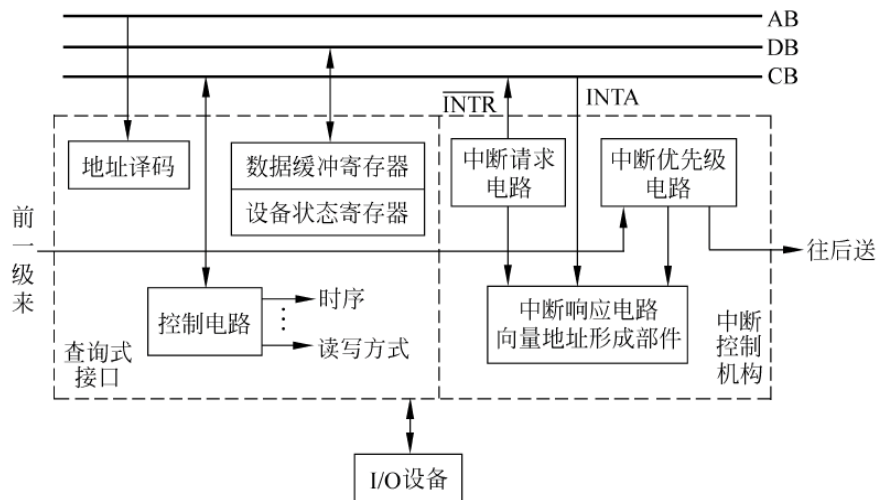 AB
DB
CB
INTR
INTA
地址译码
数据缓冲寄存器
设备状态寄存器
中断请求
电路
中断优先级
电路
前
一
级
来
往后送
控制电路
时序
⋮
读写方式
中断响应电路
向量地址形成部件
查询式
接口
中断
控制
机构
I/O设备